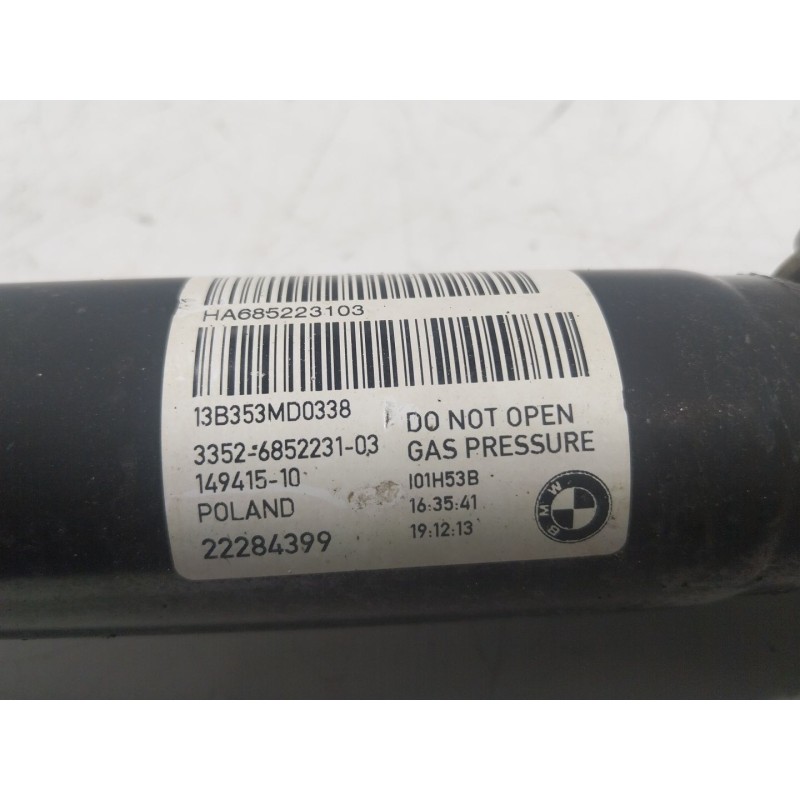 HA685223103
13B353MD0338
3352-6852231-03
149415-10
POLAND
22284399
DO NOT OPEN
GAS PRESSURE
I01H53B
16:35:41
19:12:13
BMW